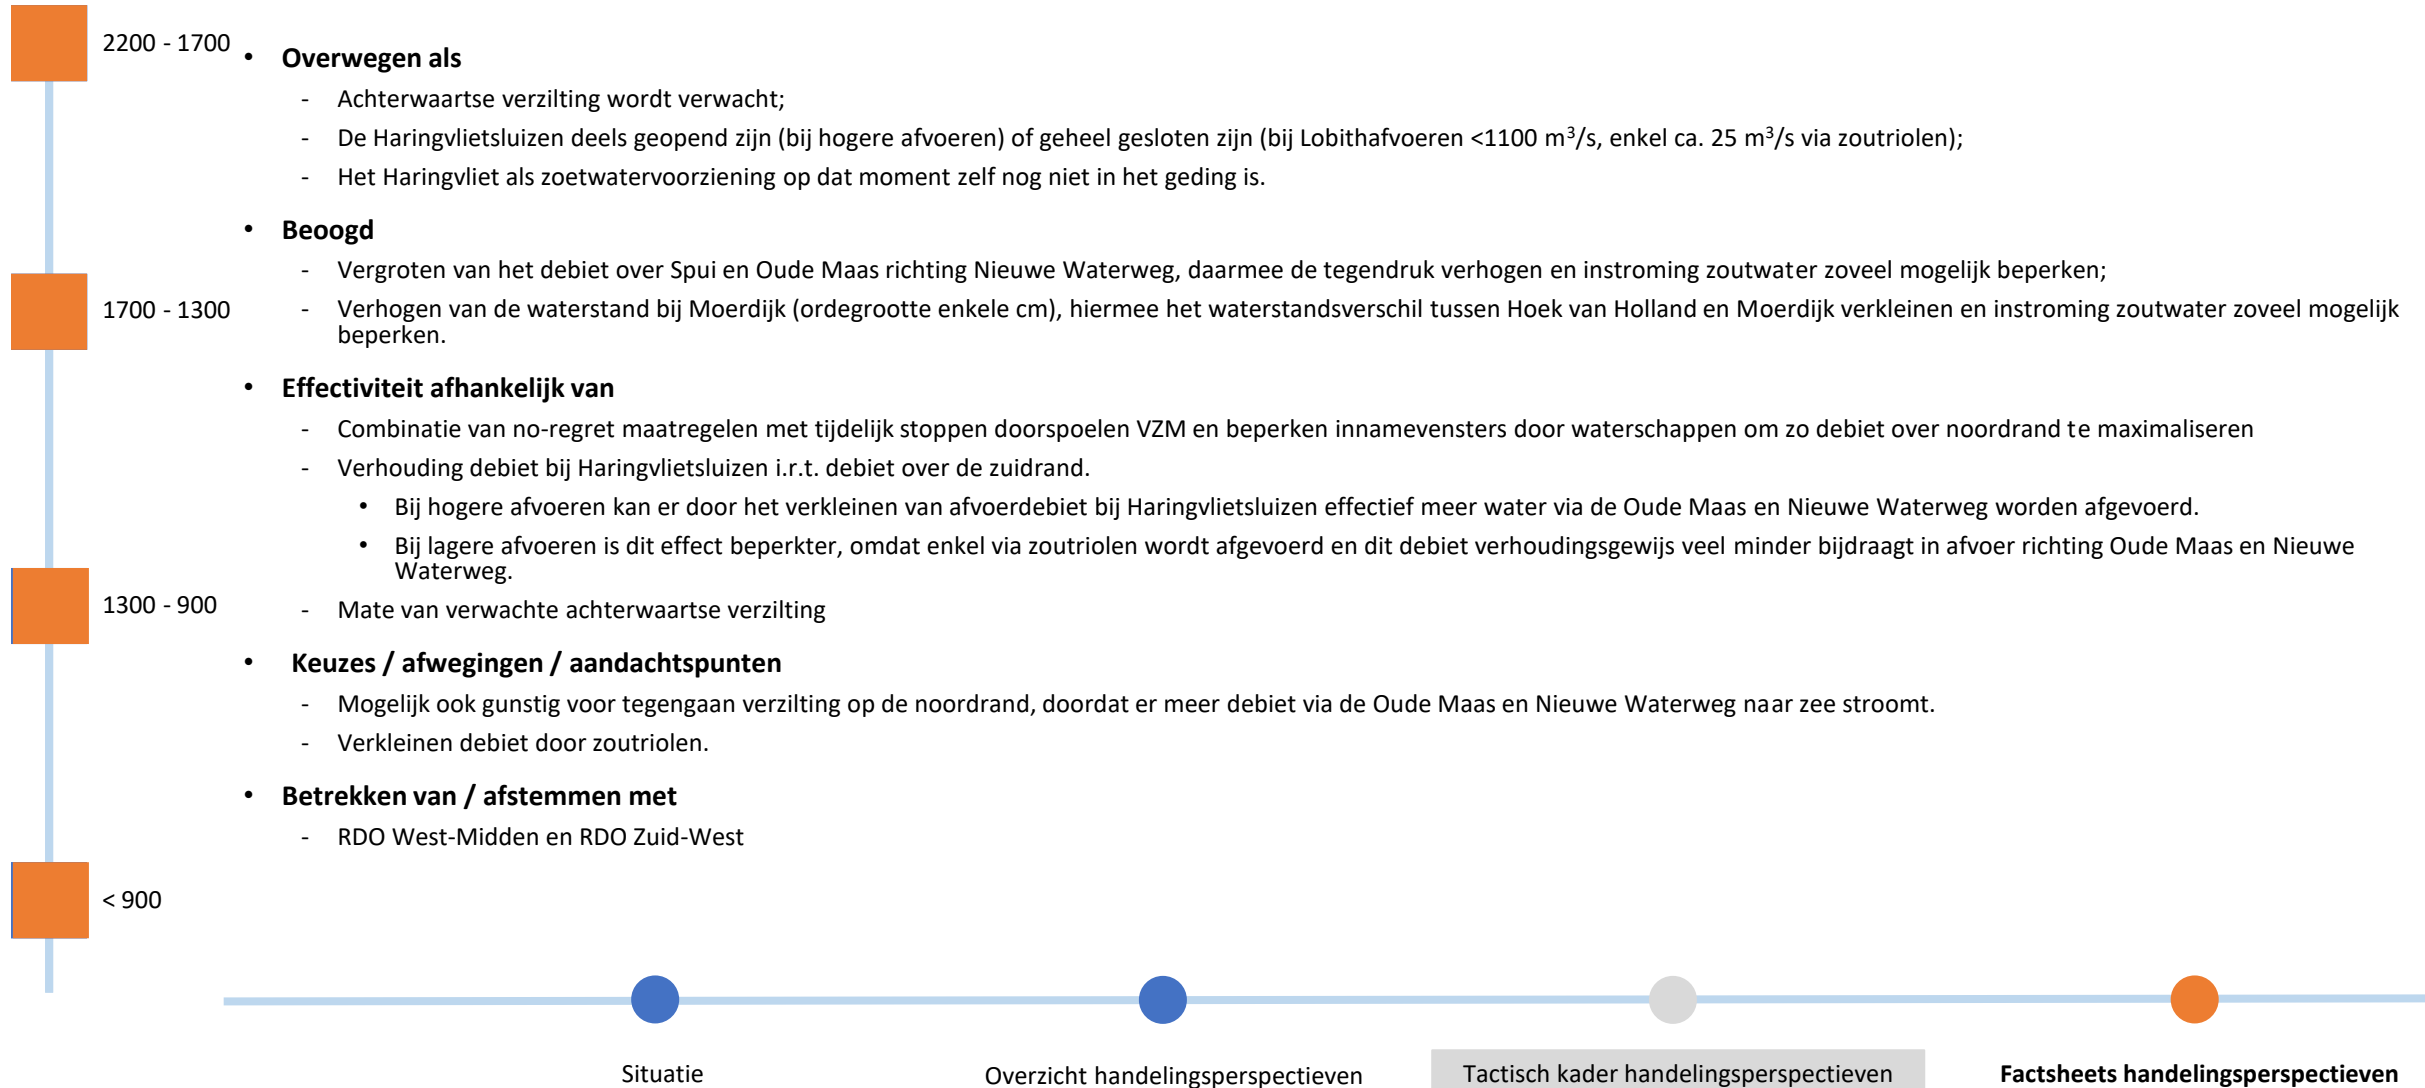 2200 - 1700
• Overwegen als
- Achterwaartse verzilting wordt verwacht;
- De Haringvlietsluizen deels geopend zijn (bij hogere afvoeren) of geheel gesloten zijn (bij Lobithafvoeren <1100 m³/s, enkel ca. 25 m³/s via zoutriolen);
- Het Haringvliet als zoetwatervoorziening op dat moment zelf nog niet in het geding is.
• Beoogd
- Vergroten van het debiet over Spui en Oude Maas richting Nieuwe Waterweg, daarmee de tegendruk verhogen en instroming zoutwater zoveel mogelijk beperken;
1700 - 1300
- Verhogen van de waterstand bij Moerdijk (ordegrootte enkele cm), hiermee het waterstandsverschil tussen Hoek van Holland en Moerdijk verkleinen en instroming zoutwater zoveel mogelijk
beperken.
• Effectiviteit afhankelijk van
- Combinatie van no-regret maatregelen met tijdelijk stoppen doorspoelen VZM en beperken innamevensters door waterschappen om zo debiet over noordrand te maximaliseren
- Verhouding debiet bij Haringvlietsluizen i.r.t. debiet over de zuidrand.
• Bij hogere afvoeren kan er door het verkleinen van afvoerdebiet bij Haringvlietsluizen effectief meer water via de Oude Maas en Nieuwe Waterweg worden afgevoerd.
• Bij lagere afvoeren is dit effect beperkter, omdat enkel via zoutriolen wordt afgevoerd en dit debiet verhoudingsgewijs veel minder bijdraagt in afvoer richting Oude Maas en Nieuwe
Waterweg.
1300 - 900
- Mate van verwachte achterwaartse verzilting
• Keuzes / afwegingen / aandachtspunten
- Mogelijk ook gunstig voor tegengaan verzilting op de noordrand, doordat er meer debiet via de Oude Maas en Nieuwe Waterweg naar zee stroomt.
- Verkleinen debiet door zoutriolen.
• Betrekken van / afstemmen met
- RDO West-Midden en RDO Zuid-West
< 900
Situatie
Overzicht handelingsperspectieven
Tactisch kader handelingsperspectieven
Factsheets handelingsperspectieven